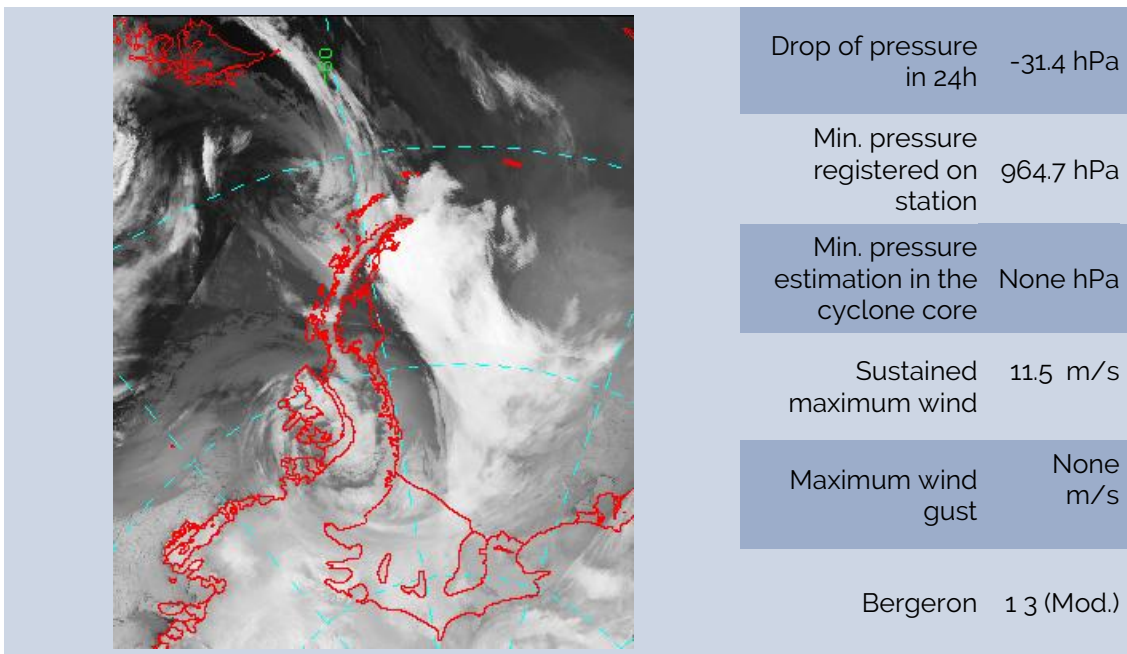 -60
Drop of pressure
in 24h
-31.4 hPa
Min. pressure
registered on
station
964.7 hPa
Min. pressure
estimation in the
cyclone core
None hPa
Sustained
maximum wind
11.5 m/s
Maximum wind
gust
None
m/s
Bergeron
1 3 (Mod.)